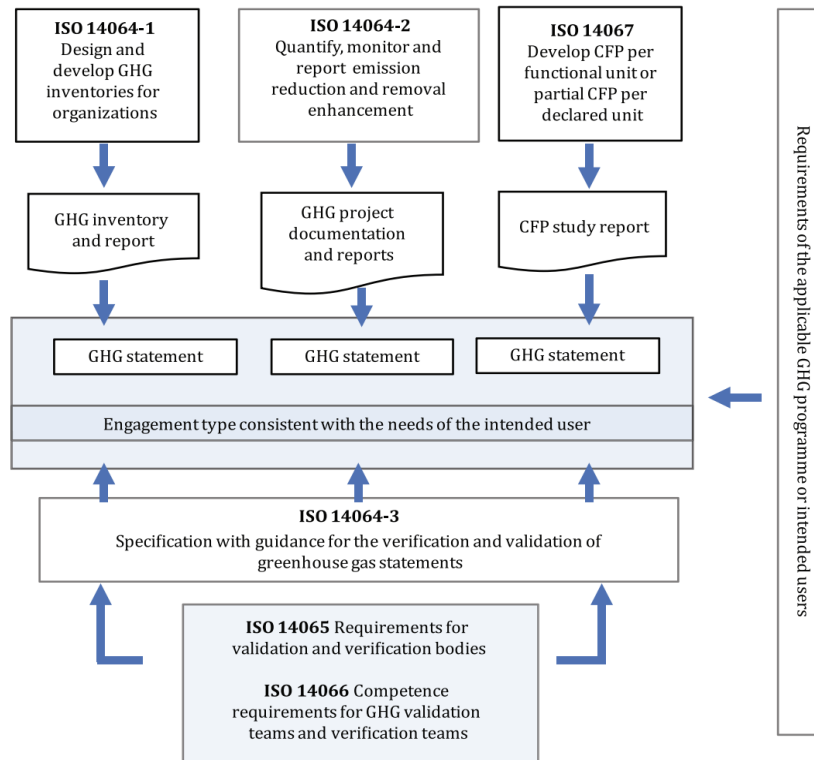 ISO 14064-1
Design and
develop GHG
inventories for
organizations
ISO 14064-2
Quantify, monitor and
report emission
reduction and removal
enhancement
ISO 14067
Develop CFP per
functional unit or
partial CFP per
declared unit
GHG inventory
and report
GHG project
documentation
and reports
CFP study report
GHG statement
GHG statement
GHG statement
Engagement type consistent with the needs of the intended user
ISO 14064-3
Specification with guidance for the verification and validation of
greenhouse gas statements
ISO 14065 Requirements for
validation and verification bodies
ISO 14066 Competence
requirements for GHG validation
teams and verification teams
Requirements of the applicable GHG programme or intended users